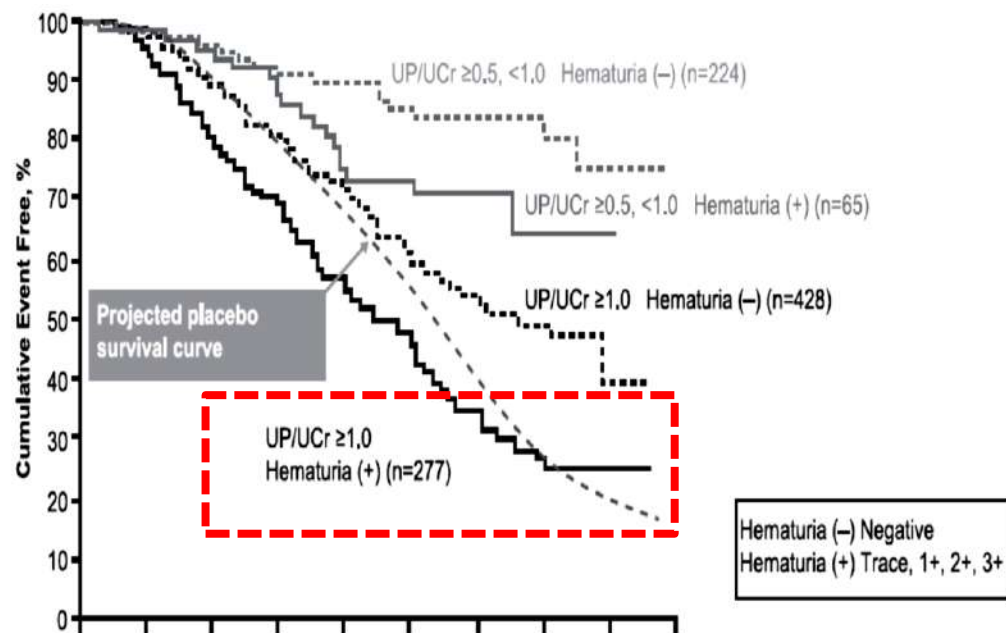 Cumulative Event Free, %
100
90
80
70
60
50
40
30
20
10
0
UP/UCr ≥0.5, <1.0 Hematuria (–) (n=224)
UP/UCr ≥0.5, <1.0 Hematuria (+) (n=65)
UP/UCr ≥1.0 Hematuria (–) (n=428)
Projected placebo
survival curve
UP/UCr ≥1,0
Hematuria (+) (n=277)
Hematuria (–) Negative
Hematuria (+) Trace, 1+, 2+, 3+